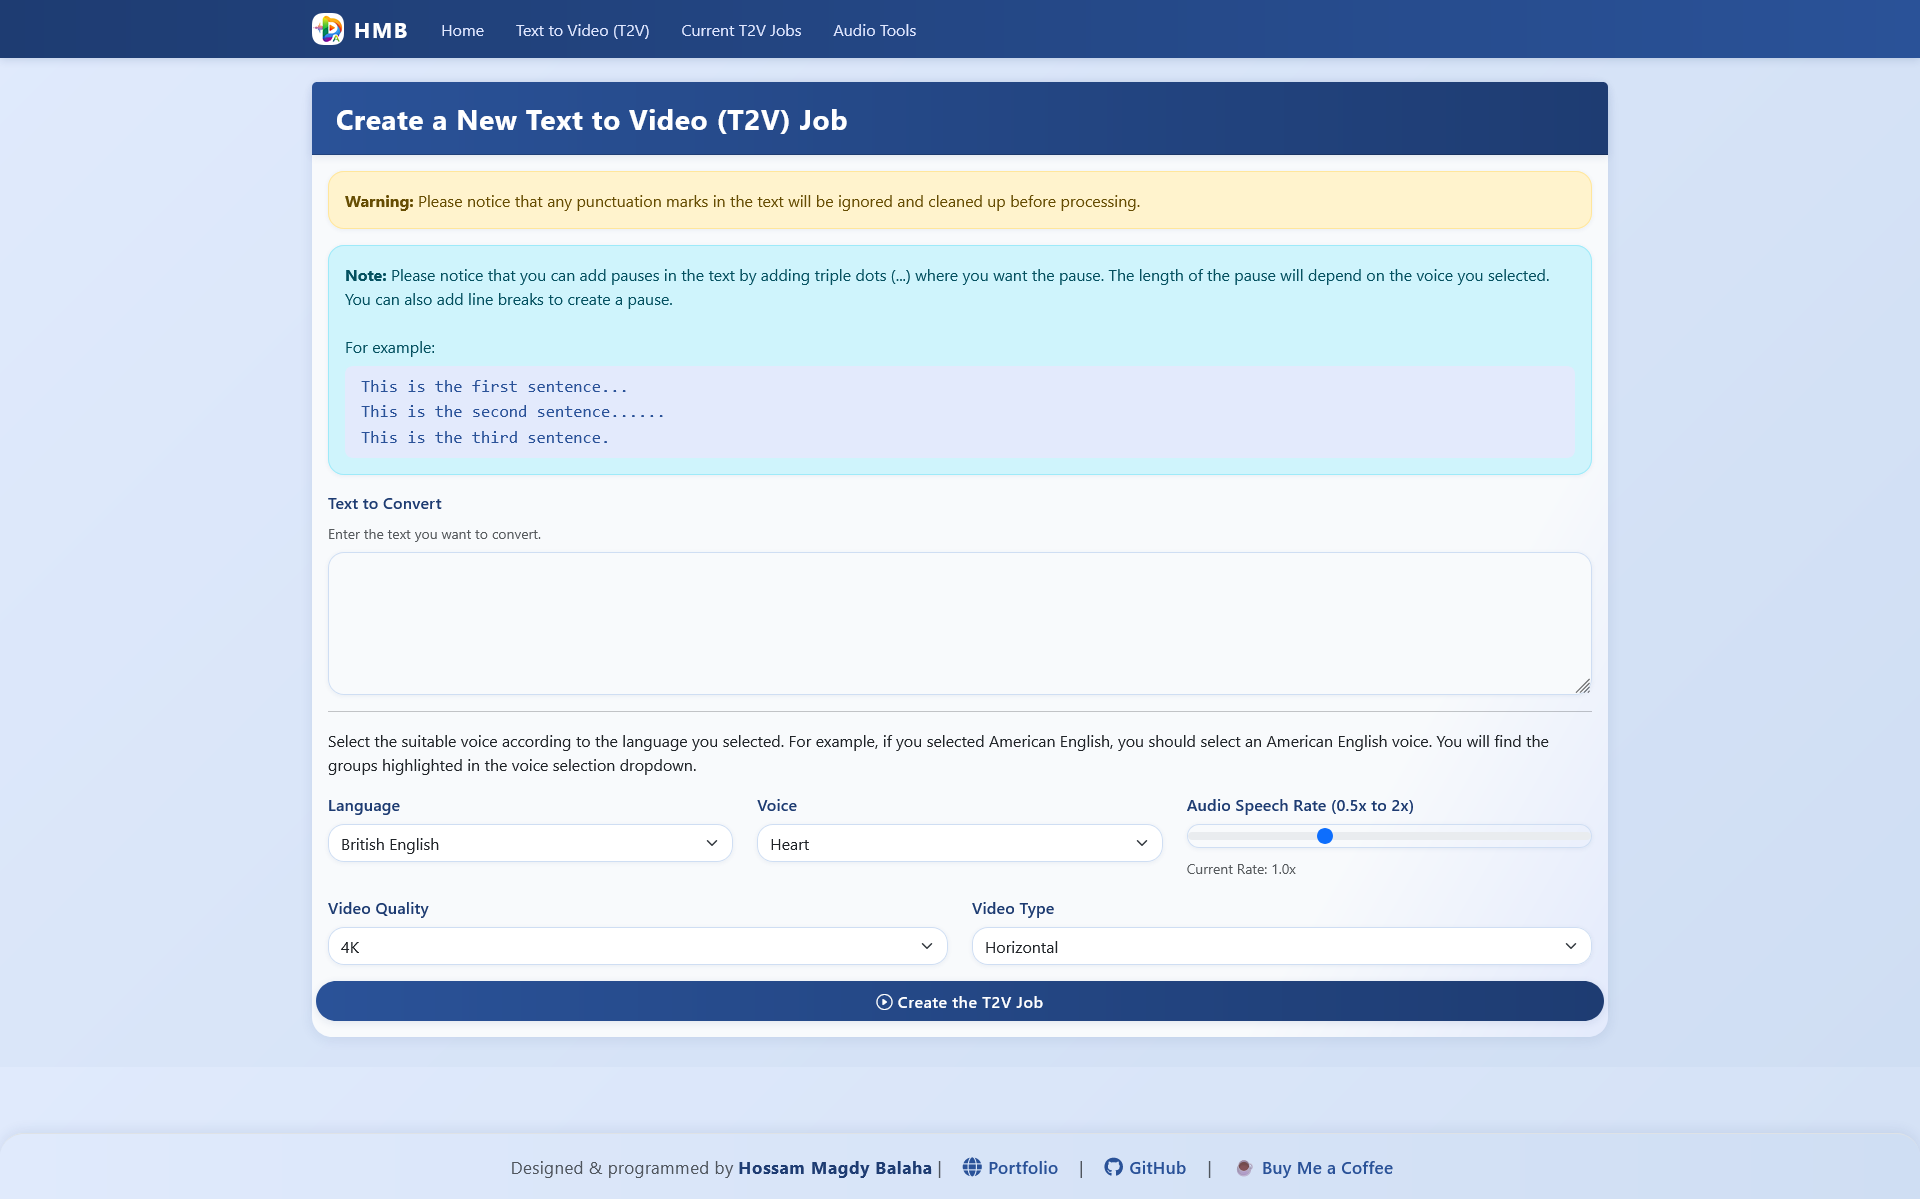 HMB
Home
Text to Video (T2V)
Current T2V Jobs
Audio Tools
Create a New Text to Video (T2V) Job
Warning: Please notice that any punctuation marks in the text will be ignored and cleaned up before processing.
Note: Please notice that you can add pauses in the text by adding triple dots (...) where you want the pause. The length of the pause will depend on the voice you selected.
You can also add line breaks to create a pause.
For example:
This is the first sentence...
This is the second sentence......
This is the third sentence.
Text to Convert
Enter the text you want to convert.
Select the suitable voice according to the language you selected. For example, if you selected American English, you should select an American English voice. You will find the
groups highlighted in the voice selection dropdown.
Language
Voice
Audio Speech Rate (0.5x to 2x)
British English
Heart
Current Rate: 1.0x
Video Quality
Video Type
4K
Horizontal
Create the T2V Job
Designed & programmed by Hossam Magdy Balaha | Portfolio | GitHub | Buy Me a Coffee